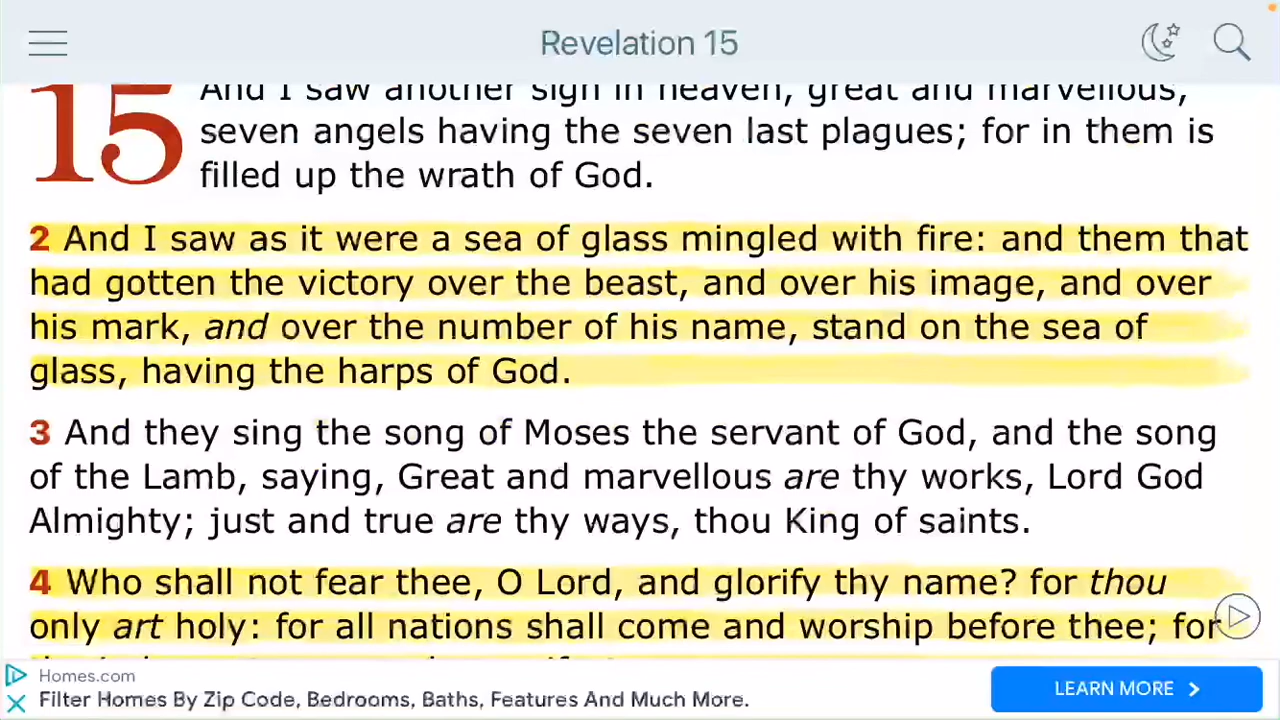 Revelation 15
15 And I saw another sign in heaven, great and marvellous,
seven angels having the seven last plagues; for in them is
filled up the wrath of God.
2 And I saw as it were a sea of glass mingled with fire: and them that
had gotten the victory over the beast, and over his image, and over
his mark, and over the number of his name, stand on the sea of
glass, having the harps of God.
3 And they sing the song of Moses the servant of God, and the song
of the Lamb, saying, Great and marvellous are thy works, Lord God
Almighty; just and true are thy ways, thou King of saints.
4 Who shall not fear thee, O Lord, and glorify thy name? for thou
only art holy: for all nations shall come and worship before thee; for
Homes.com
Filter Homes By Zip Code, Bedrooms, Baths, Features And Much More.
LEARN MORE